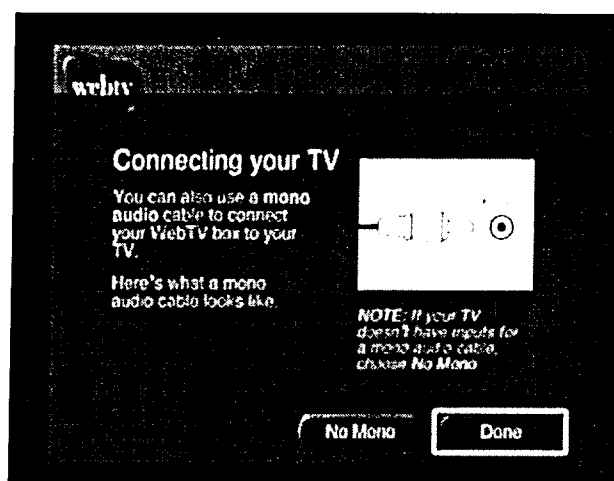 webtv
Connecting your TV
You can also use a mono
audio cable to connect
your WebTV box to your
TV.
Here's what a mono
audio cable looks like.
NOTE: If your TV
doesn't have inputs for
a mono audio cable,
choose No Mono
No Mono
Done